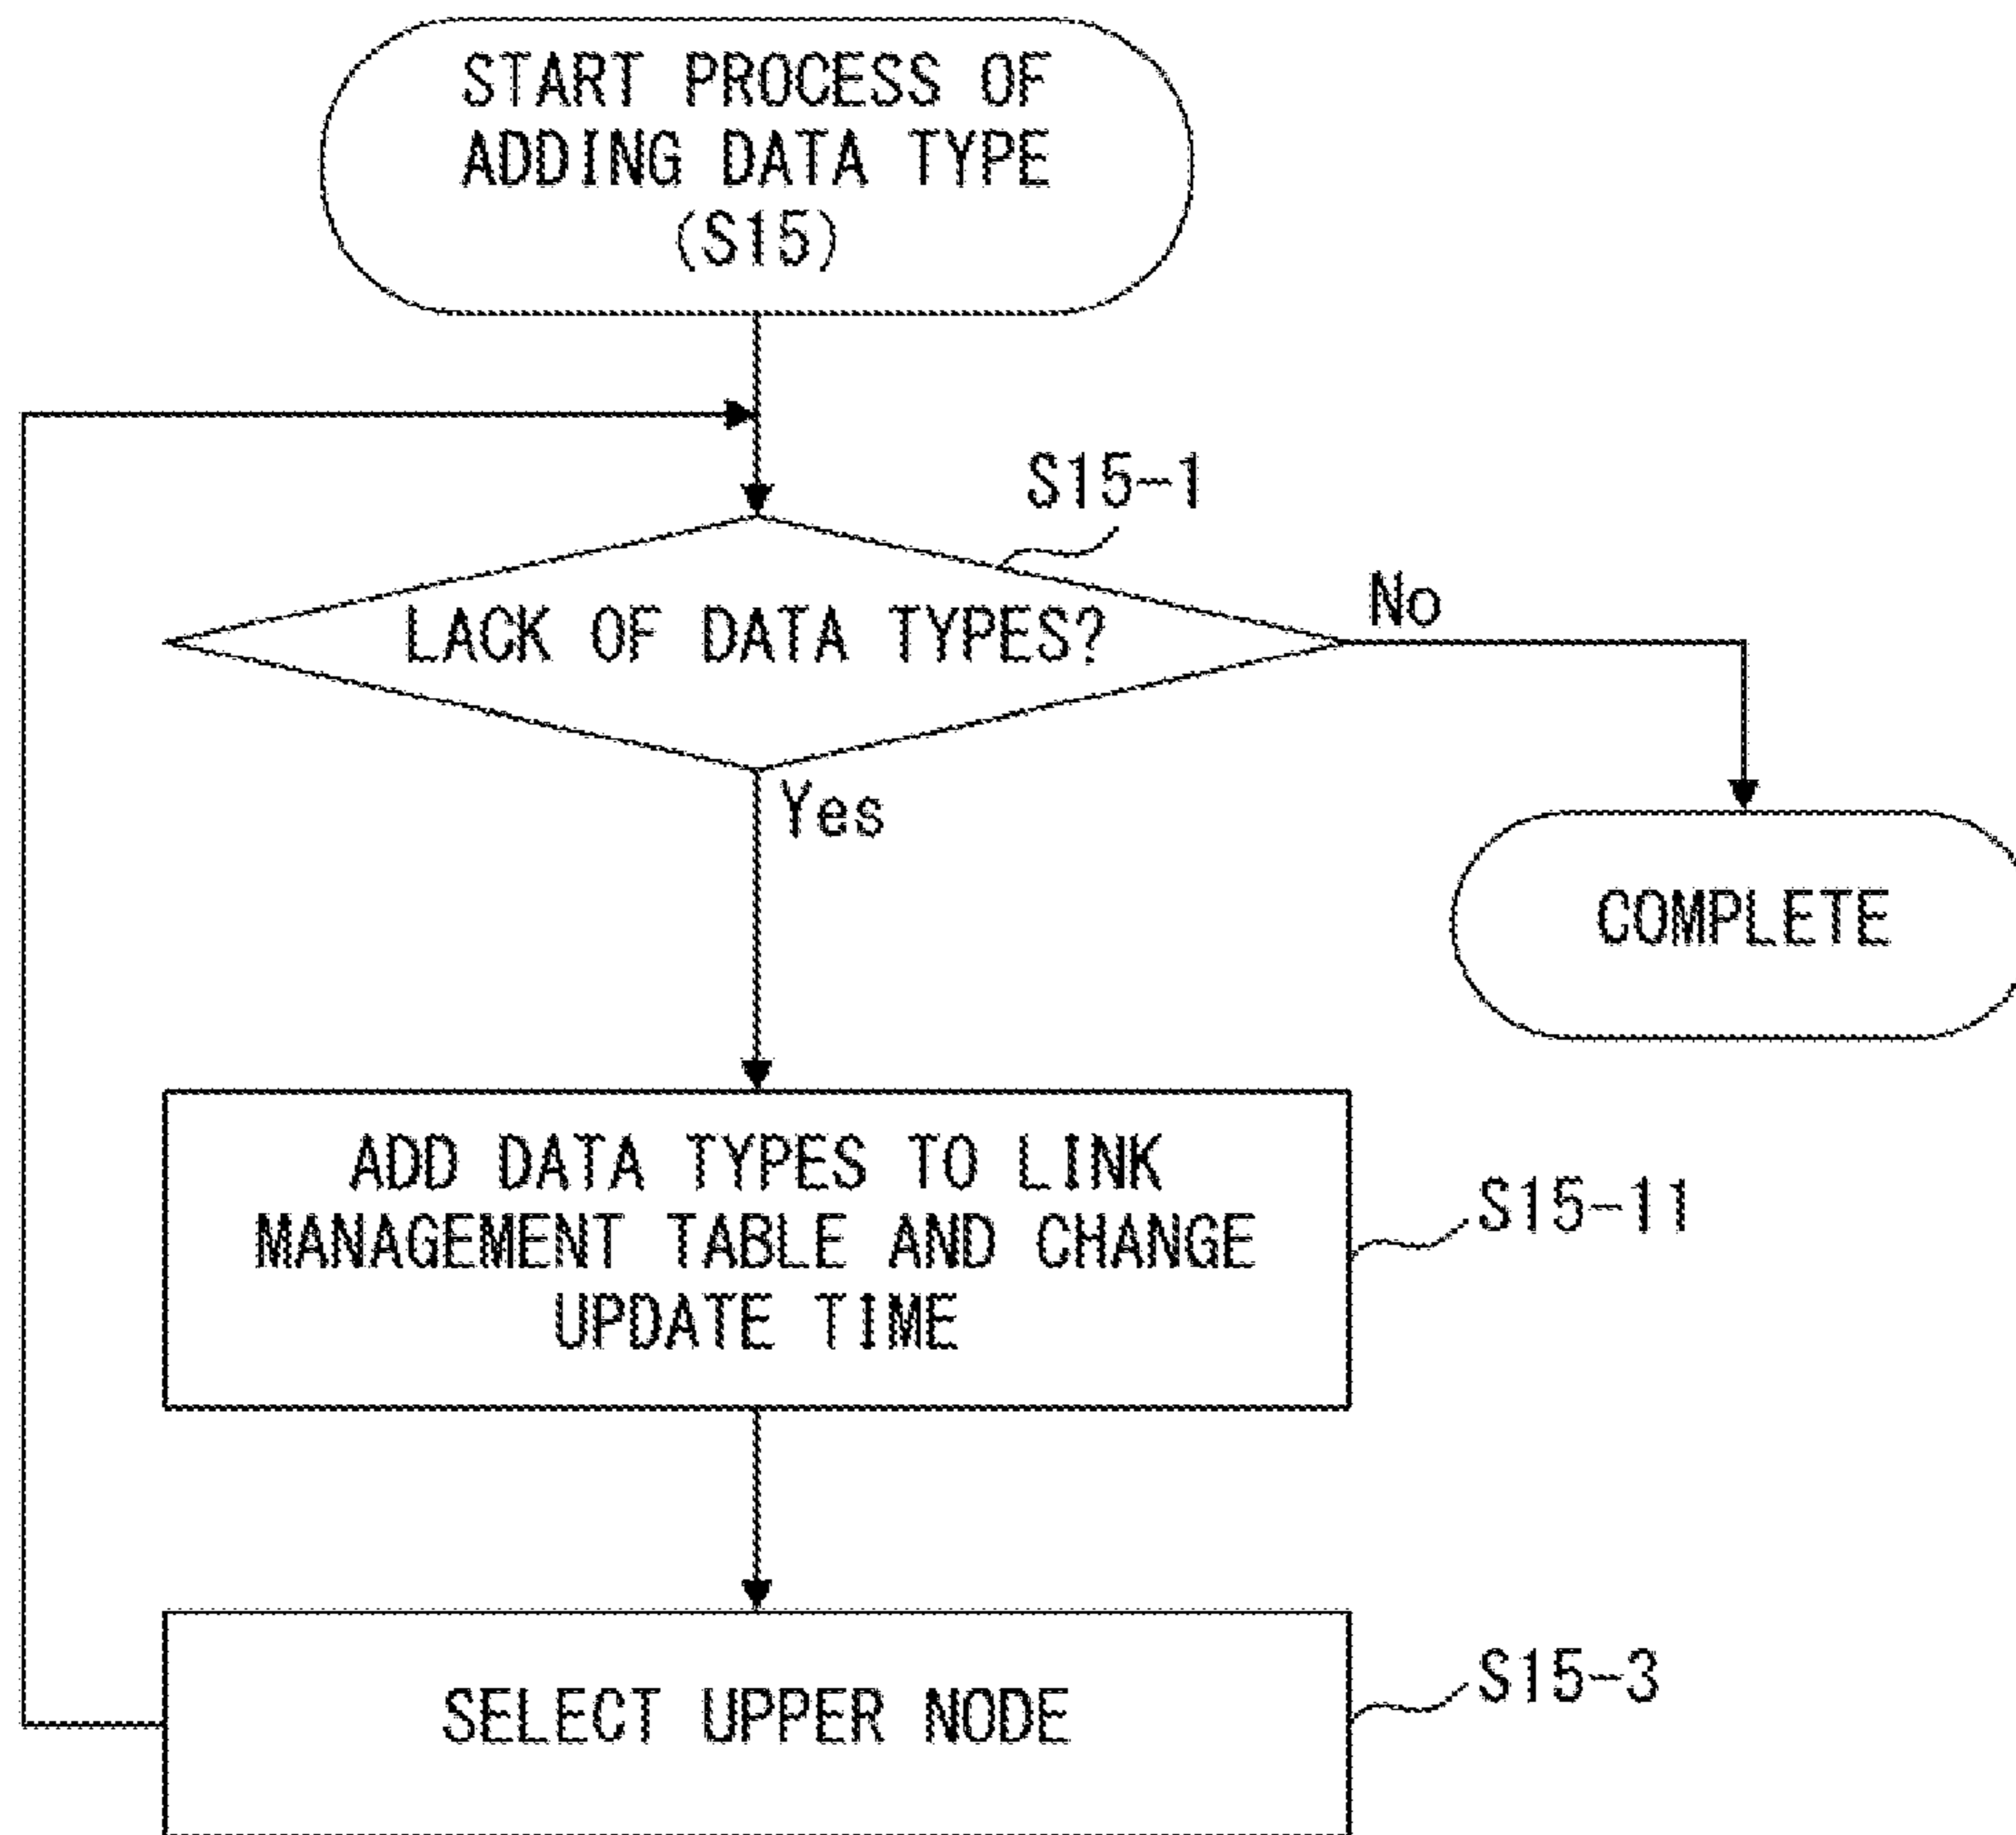 START PROCESS OF
ADDING DATA TYPE
(S15)
S15-1
LACK OF DATA TYPES?
No
Yes
COMPLETE
ADD DATA TYPES TO LINK
MANAGEMENT TABLE AND CHANGE
UPDATE TIME
S15-11
SELECT UPPER NODE
S15-3